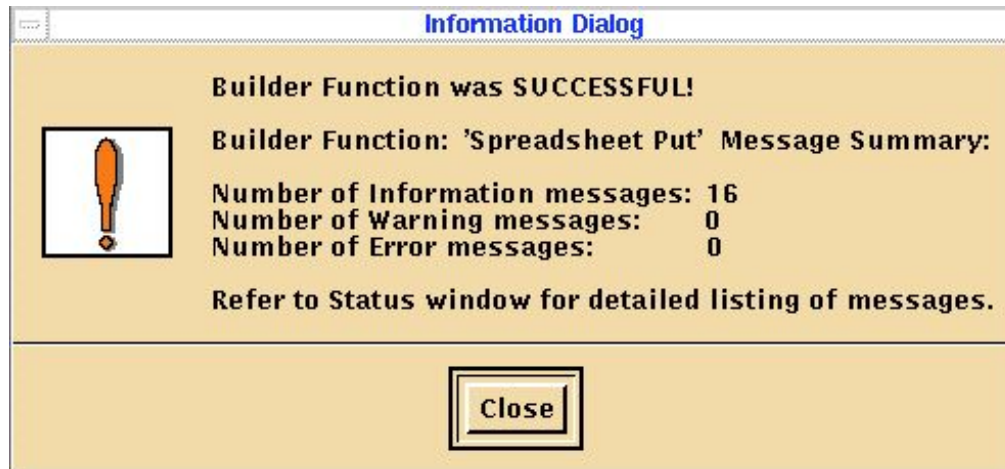 Information Dialog
Builder Function was SUCCESSFUL!
Builder Function: 'Spreadsheet Put' Message Summary:
Number of Information messages: 16
Number of Warning messages: 0
Number of Error messages: 0
Refer to Status window for detailed listing of messages.
Close